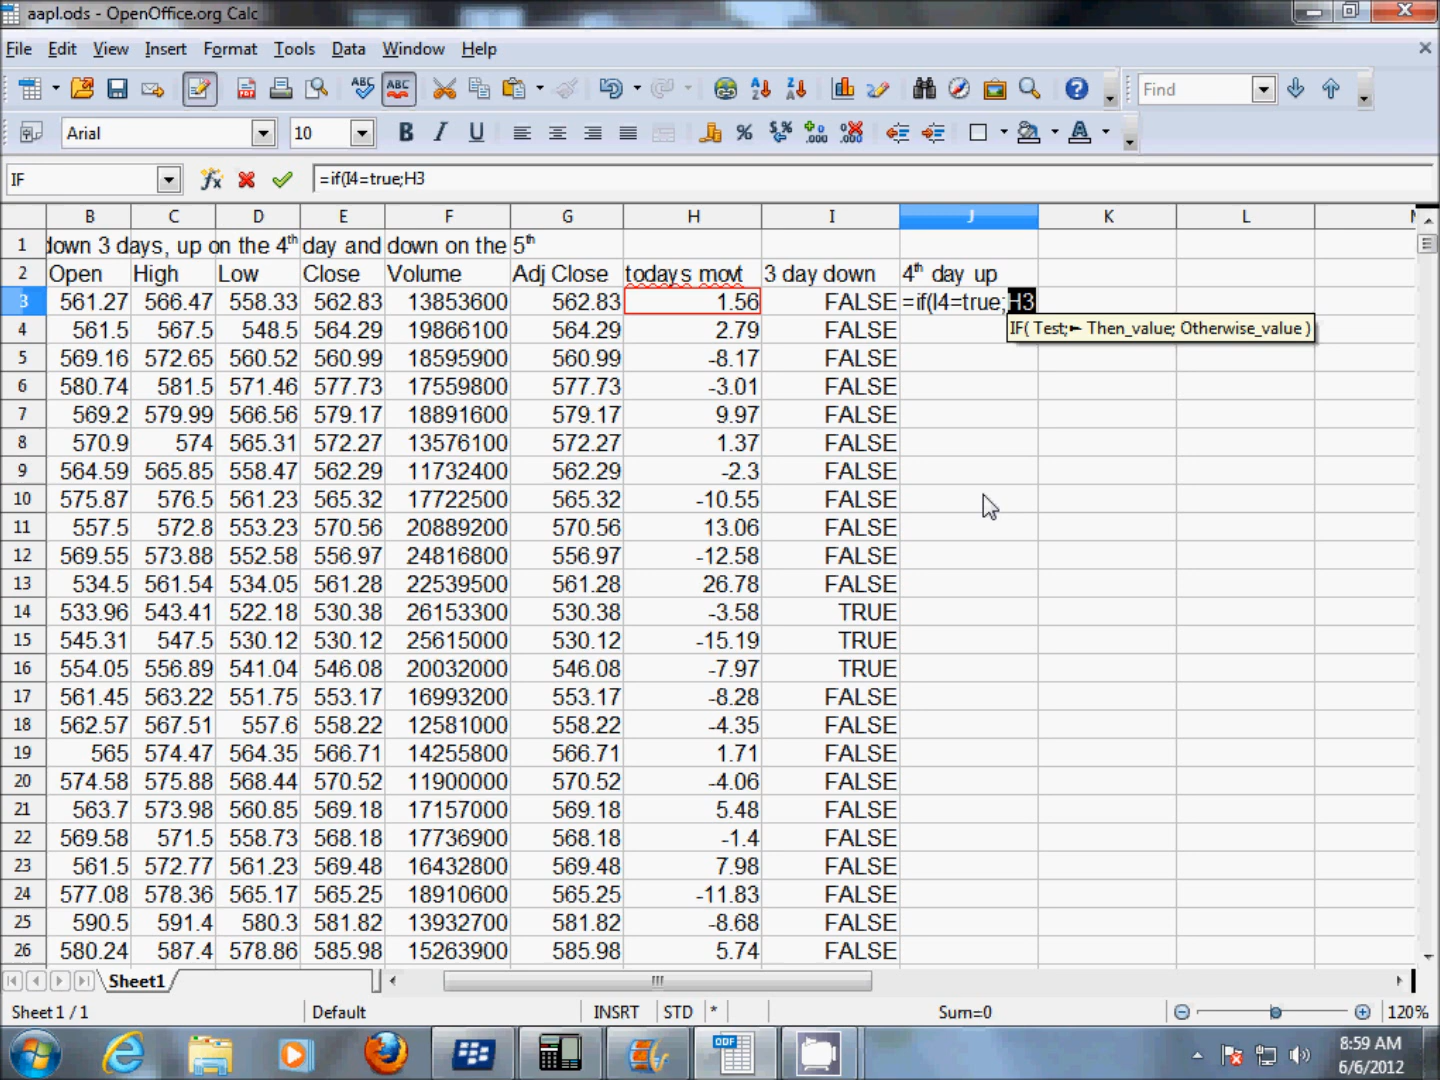 aapl.ods - OpenOffice.org Calc
File Edit View Insert Format Tools Data Window Help
Find
Arial 10
IF =if(I4=true;H3
B C D E F G H I J K L
1 down 3 days, up on the 4th day and down on the 5th
2 Open High Low Close Volume Adj Close todays movt 3 day down 4th day up
3 561.27 566.47 558.33 562.83 13853600 562.83 1.56 FALSE =if(I4=true;H3
IF( Test; Then_value; Otherwise_value )
4 561.5 567.5 548.5 564.29 19866100 564.29 2.79 FALSE
5 569.16 572.65 560.52 560.99 18595900 560.99 -8.17 FALSE
6 580.74 581.5 571.46 577.73 17559800 577.73 -3.01 FALSE
7 569.2 579.99 566.56 579.17 18891600 579.17 9.97 FALSE
8 570.9 574 565.31 572.27 13576100 572.27 1.37 FALSE
9 564.59 565.85 558.47 562.29 11732400 562.29 -2.3 FALSE
10 575.87 576.5 561.23 565.32 17722500 565.32 -10.55 FALSE
11 557.5 572.8 553.23 570.56 20889200 570.56 13.06 FALSE
12 569.55 573.88 552.58 556.97 24816800 556.97 -12.58 FALSE
13 534.5 561.54 534.05 561.28 22539500 561.28 26.78 FALSE
14 533.96 543.41 522.18 530.38 26153300 530.38 -3.58 TRUE
15 545.31 547.5 530.12 530.12 25615000 530.12 -15.19 TRUE
16 554.05 556.89 541.04 546.08 20032000 546.08 -7.97 TRUE
17 561.45 563.22 551.75 553.17 16993200 553.17 -8.28 FALSE
18 562.57 567.51 557.6 558.22 12581000 558.22 -4.35 FALSE
19 565 574.47 564.35 566.71 14255800 566.71 1.71 FALSE
20 574.58 575.88 568.44 570.52 11900000 570.52 -4.06 FALSE
21 563.7 573.98 560.85 569.18 17157000 569.18 5.48 FALSE
22 569.58 571.5 558.73 568.18 17736900 568.18 -1.4 FALSE
23 561.5 572.77 561.23 569.48 16432800 569.48 7.98 FALSE
24 577.08 578.36 565.17 565.25 18910600 565.25 -11.83 FALSE
25 590.5 591.4 580.3 581.82 13932700 581.82 -8.68 FALSE
26 580.24 587.4 578.86 585.98 15263900 585.98 5.74 FALSE
Sheet1
Sheet 1 / 1 Default INSRT STD * Sum=0 120%
8:59 AM
6/6/2012